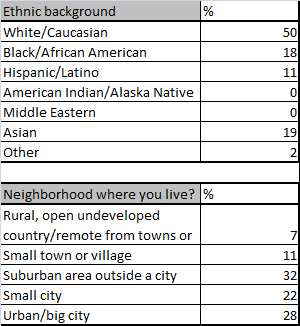 Ethnic background %
White/Caucasian 50
Black/African American 18
Hispanic/Latino 11
American Indian/Alaska Native 0
Middle Eastern 0
Asian 19
Other 2
Neighborhood where you live? %
Rural, open undeveloped
country/remote from towns or 7
Small town or village 11
Suburban area outside a city 32
Small city 22
Urban/big city 28